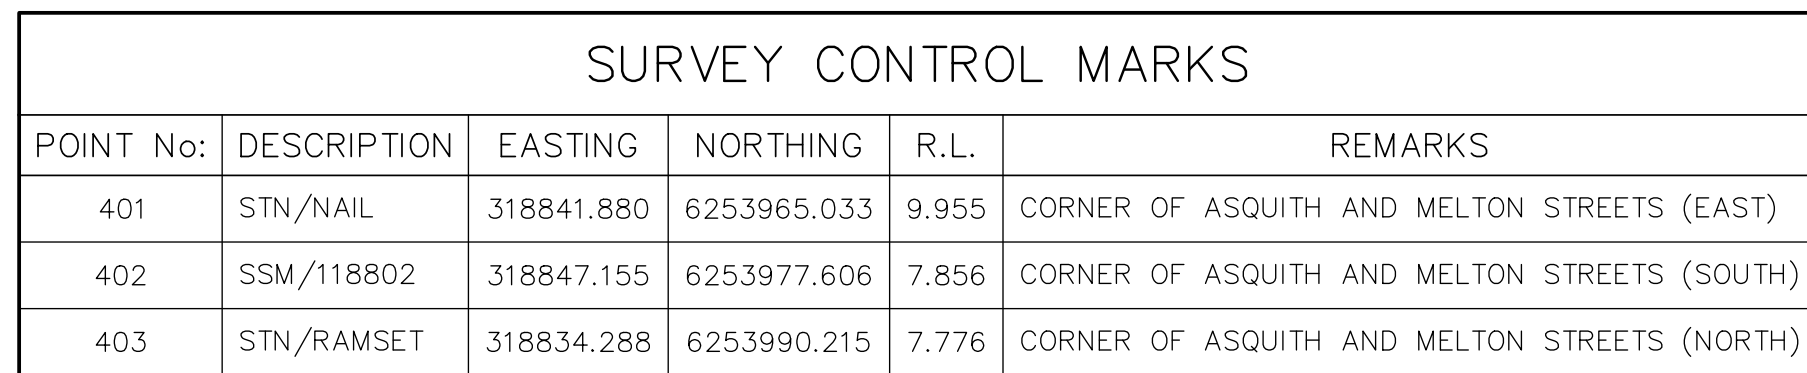 SURVEY CONTROL MARKS
POINT No: DESCRIPTION EASTING NORTHING R.L. REMARKS
401 STN/NAIL 318841.880 6253965.033 9.955 CORNER OF ASQUITH AND MELTON STREETS (EAST)
402 SSM/118802 318847.155 6253977.606 7.856 CORNER OF ASQUITH AND MELTON STREETS (SOUTH)
403 STN/RAMSET 318834.288 6253990.215 7.776 CORNER OF ASQUITH AND MELTON STREETS (NORTH)